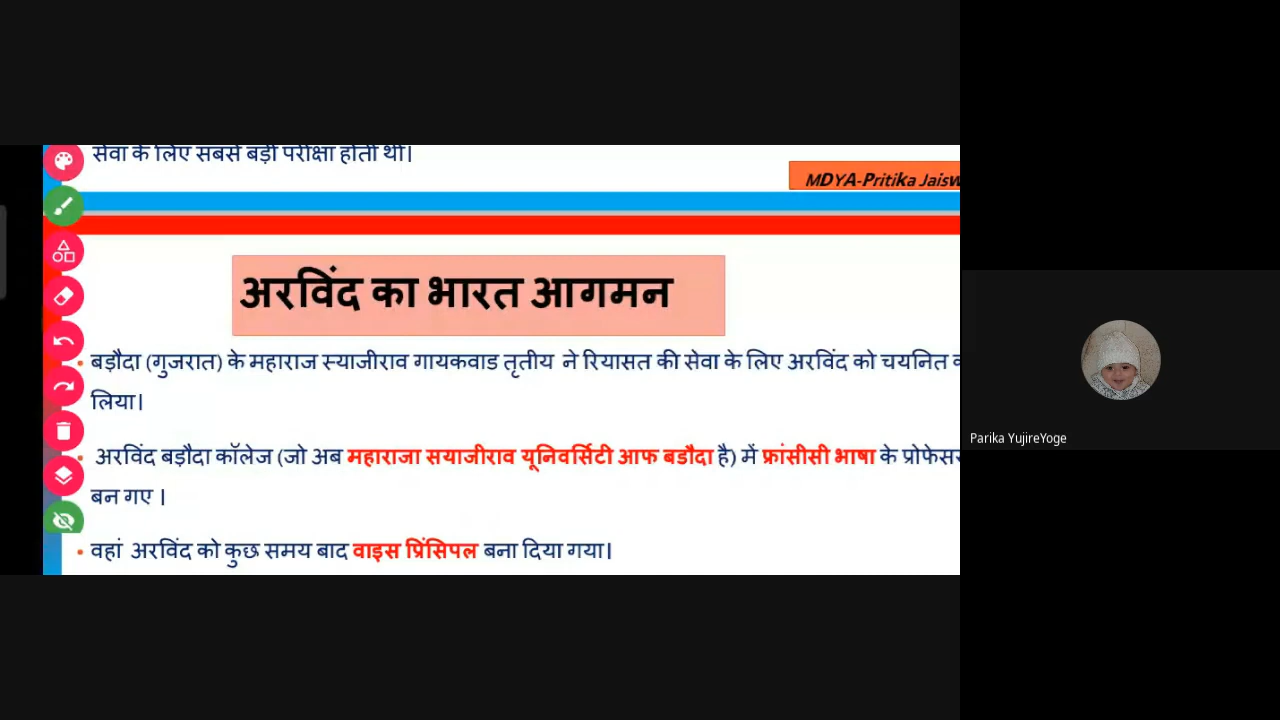 सेवा के लिए सबसे बड़ी परीक्षा होती थी।
MDYA-Pritika Jaisw
अरविंद का भारत आगमन
• बड़ौदा (गुजरात) के महाराज स्याजीराव गायकवाड तृतीय ने रियासत की सेवा के लिए अरविंद को चयनित
लिया।
• अरविंद बड़ौदा कॉलेज (जो अब महाराजा सयाजीराव यूनिवर्सिटी आफ बडौदा है) में फ्रांसीसी भाषा के प्रोफेसर
बन गए ।
• वहां अरविंद को कुछ समय बाद वाइस प्रिंसिपल बना दिया गया।
Parika YujireYoge